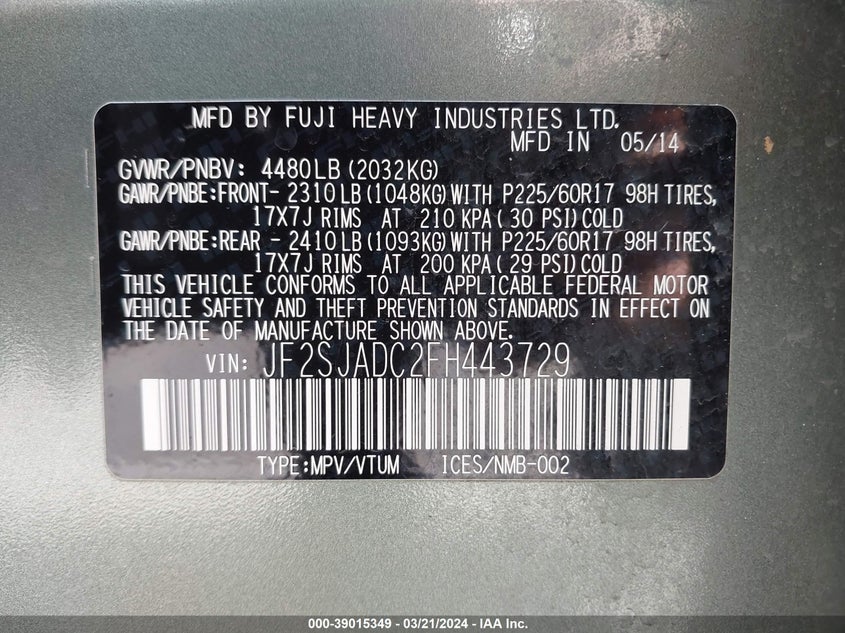 MFD BY FUJI HEAVY INDUSTRIES LTD.
MFD IN 05/14
GVWR/PNBV: 4480LB (2032KG)
GAWR/PNBE:FRONT- 2310LB (1048KG) WITH P225/60R17 98H TIRES,
17X7J RIMS AT 210 KPA ( 30 PSI) COLD
GAWR/PNBE:REAR - 2410LB (1093KG) WITH P225/60R17 98H TIRES,
17X7J RIMS AT 200 KPA ( 29 PSI) COLD
THIS VEHICLE CONFORMS TO ALL APPLICABLE FEDERAL MOTOR
VEHICLE SAFETY AND THEFT PREVENTION STANDARDS IN EFFECT ON
THE DATE OF MANUFACTURE SHOWN ABOVE.
VIN: JF2SJADC2FH443729
TYPE:MPV/VTUM ICES/NMB-002
000-39015349 - 03/21/2024 - IAA Inc.